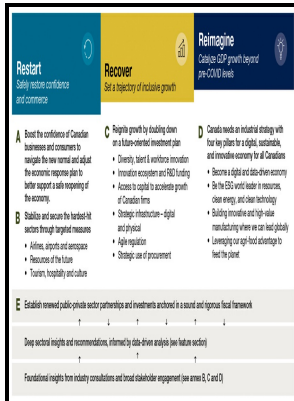 Restart
Safely restore confidence
and commerce
A Boost the confidence of Canadian
businesses and consumers to
navigate the new normal and adjust
the economic response plan to
better support a safe reopening of
the economy.
B Stabilize and secure the hardest-hit
sectors through targeted measures
• Airlines, airports and aerospace
• Resources of the future
• Tourism, hospitality and culture
Recover
Set a trajectory of inclusive growth
C Reignite growth by doubling down
on a future-oriented investment plan
• Diversity, talent & workforce innovation
• Innovation ecosystem and R&D funding
• Access to capital to accelerate growth
of Canadian firms
• Strategic infrastructure – digital
and physical
• Agile regulation
• Strategic use of procurement
Reimagine
Catalyze GDP growth beyond
pre-COVID levels
D Canada needs an industrial strategy with
four key pillars for a digital, sustainable,
and innovative economy for all Canadians
• Become a digital and data-driven economy
• Be the ESG world leader in resources,
clean energy, and clean technology
• Building innovative and high-value
manufacturing where we can lead globally
• Leveraging our agri-food advantage to
feed the planet
E Establish renewed public-private sector partnerships and investments anchored in a sound and rigorous fiscal framework
Deep sectoral insights and recommendations, informed by data-driven analysis (see feature section)
Foundational insights from industry consultations and broad stakeholder engagement (see annex B, C and D)